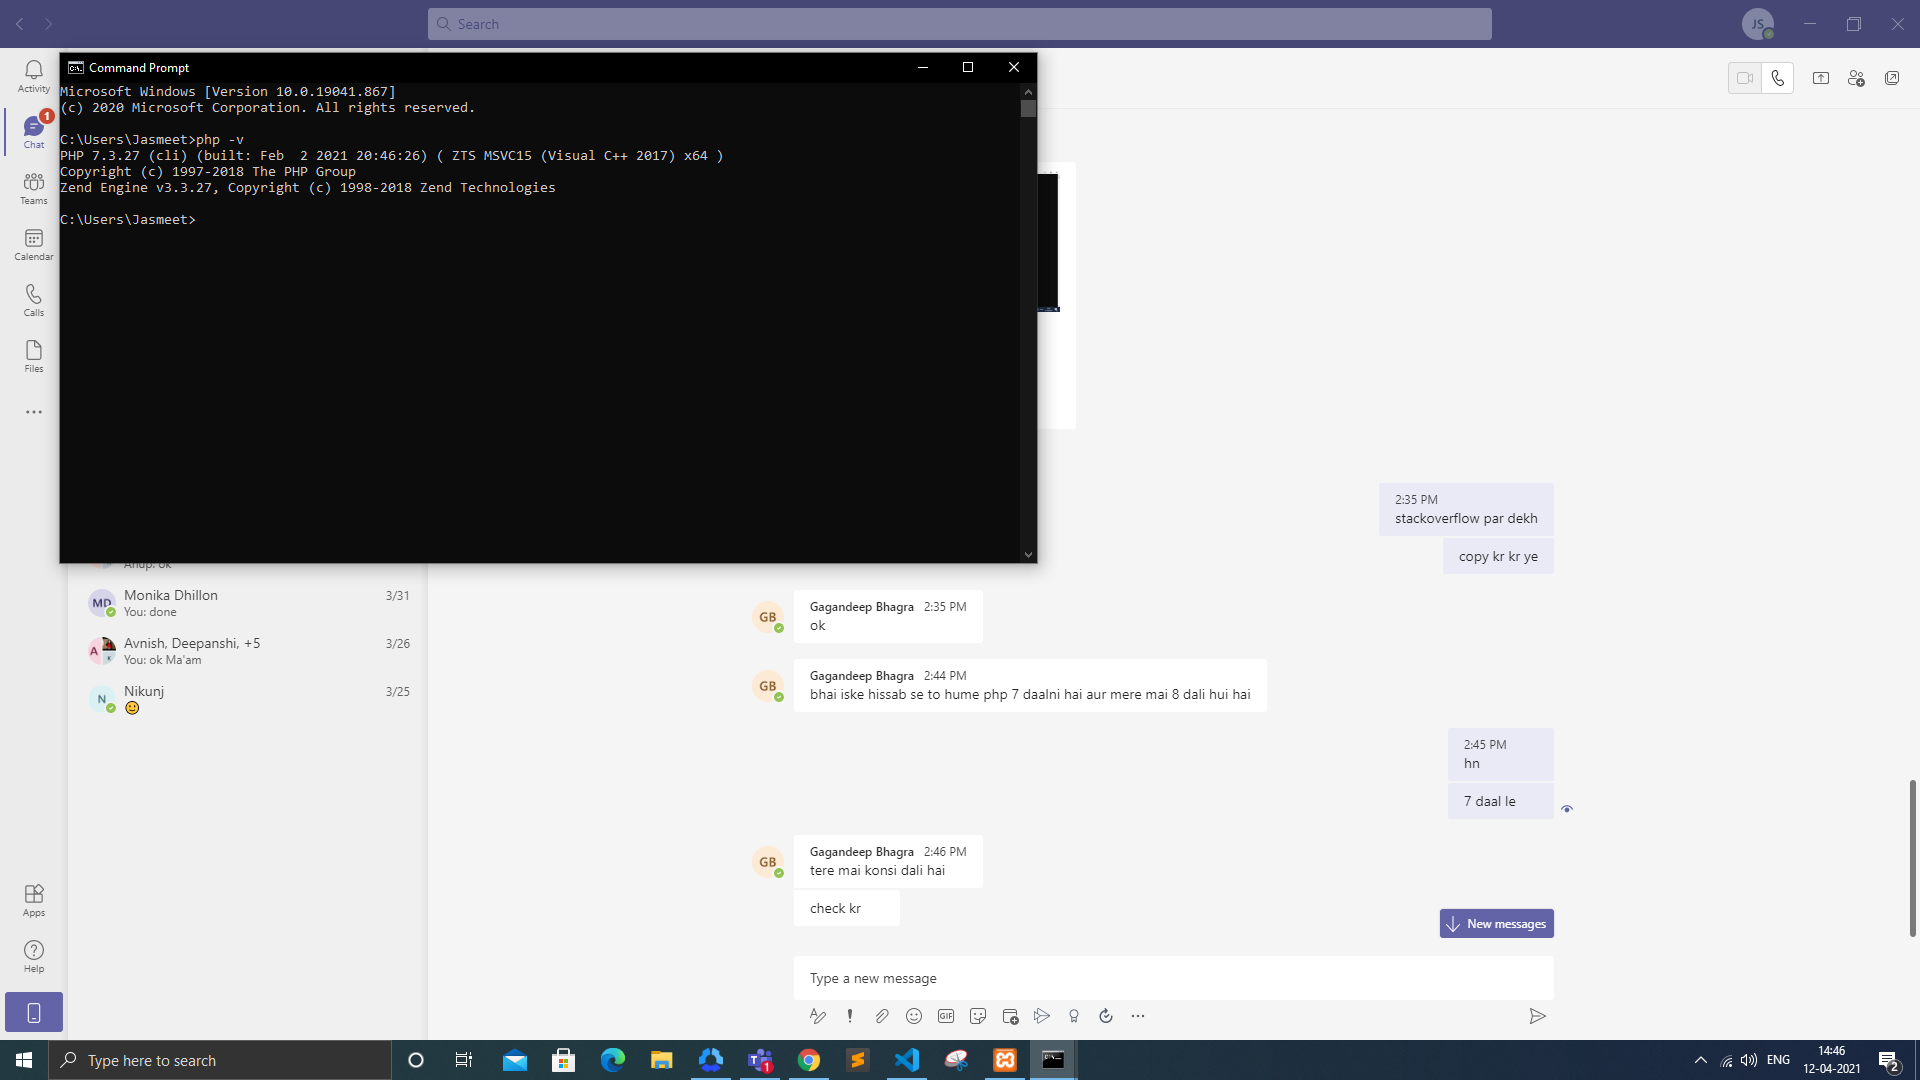 Search
JS
Activity
1
Chat
Teams
Calendar
Calls
Files
Apps
Help
Command Prompt
Microsoft Windows [Version 10.0.19041.867]
(c) 2020 Microsoft Corporation. All rights reserved.
C:\Users\Jasmeet>php -v
PHP 7.3.27 (cli) (built: Feb  2 2021 20:46:26) ( ZTS MSVC15 (Visual C++ 2017) x64 )
Copyright (c) 1997-2018 The PHP Group
Zend Engine v3.3.27, Copyright (c) 1998-2018 Zend Technologies
C:\Users\Jasmeet>
Anup: ok
MD
Monika Dhillon 3/31
You: done
A
K
Avnish, Deepanshi, +5 3/26
You: ok Ma'am
N
Nikunj 3/25
2:35 PM
stackoverflow par dekh
copy kr kr ye
GB
Gagandeep Bhagra 2:35 PM
ok
GB
Gagandeep Bhagra 2:44 PM
bhai iske hissab se to hume php 7 daalni hai aur mere mai 8 dali hui hai
2:45 PM
hn
7 daal le
GB
Gagandeep Bhagra 2:46 PM
tere mai konsi dali hai
check kr
New messages
Type a new message
GIF
Type here to search
1
ENG
14:46
12-04-2021
2